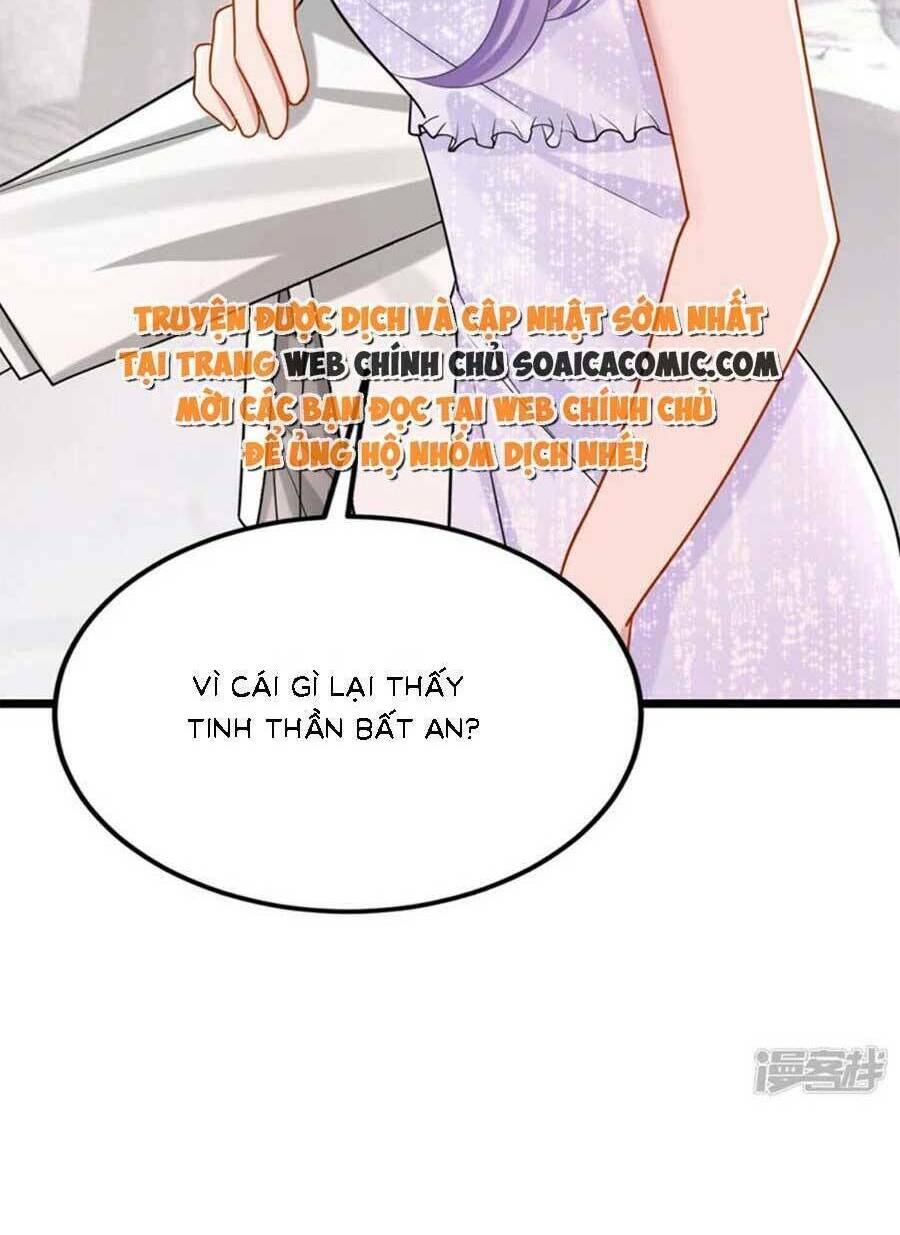 TRUYỆN ĐƯỢC DỊCH VÀ CẬP NHẬT SỚM NHẤT
TẠI TRANG WEB CHÍNH CHỦ SOAICACOMIC.COM
MỜI CÁC BẠN ĐỌC TẠI WEB CHÍNH CHỦ
ĐỂ ỦNG HỘ NHÓM DỊCH NHÉ!
VÌ CÁI GÌ LẠI THẤY
TINH THẦN BẤT AN?
漫客栈